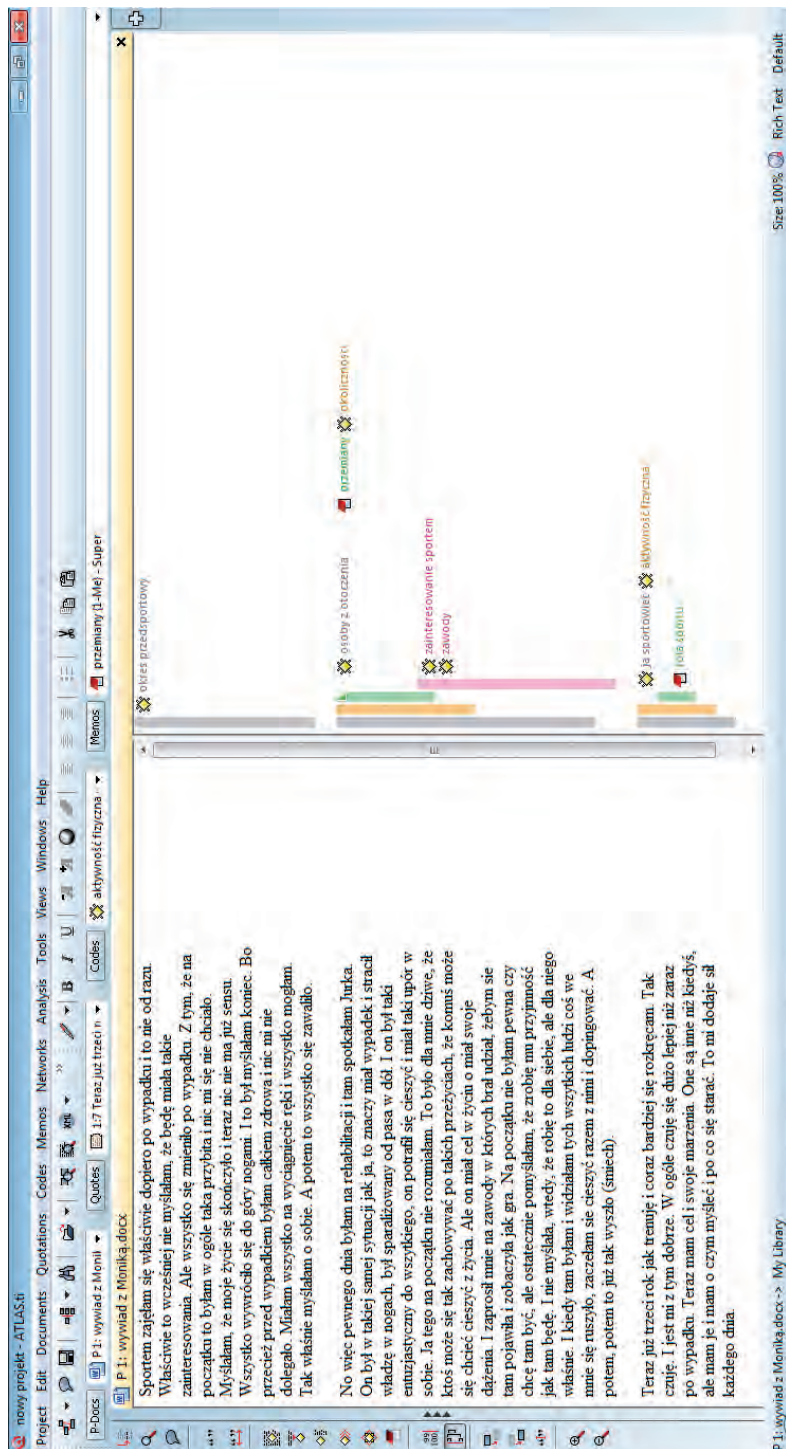 nowy projekt - ATLAS.ti
Project Edit Documents Quotations Codes Memos Networks Analysis Tools Views Windows Help
P-Docs P 1: wywiad z Monil Quotes 1:7 Teraz już trzeci r Codes aktywność fizyczna Memos przemiany (1-Me) - Super
P 1: wywiad z Moniką.docx
Sportem zajęłam się właściwie dopiero po wypadku i to nie od razu.
Właściwie to wcześniej nie myślałam, że będę miała takie
zainteresowania. Ale wszystko się zmieniło po wypadku. Z tym, że na
początku to byłam w ogóle taka przybita i nic mi się nie chciało.
Myślałam, że moje życie się skończyło i teraz nic nie ma już sensu.
Wszystko wywróciło się do góry nogami. I to był myślałam koniec. Bo
przecież przed wypadkiem byłam całkiem zdrowa i nic mi nie
dolegało. Miałam wszystko na wyciągnięcie ręki i wszystko mogłam.
Tak właśnie myślałam o sobie. A potem to wszystko się zawaliło.
No więc pewnego dnia byłam na rehabilitacji i tam spotkałam Jurka.
On był w takiej samej sytuacji jak ja, to znaczy miał wypadek i stracił
władzę w nogach, był sparaliżowany od pasa w dół. I on był taki
entuzjastyczny do wszytkiego, on potrafił się cieszyć i miał taki upór w
sobie. Ja tego na początku nie rozumiałam. To było dla mnie dziwe, że
ktoś może się tak zachowywać po takich przeżyciach, że komuś może
się chcieć cieszyć z życia. Ale on miał cel w życiu o miał swoje
dążenia. I zaprosił mnie na zawody w których brał udział, żebym sie
tam pojawiła i zobaczyła jak gra. Na początku nie byłam pewna czy
chcę tam być, ale ostatecznie pomyślałam, że zrobię mu przyjmność
jak tam będę. I nie myślała, wtedy, że robię to dla siebie, ale dla niego
właśnie. I kiedy tam byłam i widziałam tych wszytkich ludzi coś we
mnie się ruszyło, zaczęłam sie cieszyć razem z nimi i dopingować. A
potem, potem to już tak wyszło (śmiech).
Teraz już trzeci rok jak trenuję i coraz bardziej się rozkręcam. Tak
czuję. I jest mi z tym dobrze. W ogóle czuję się dużo lepiej niż zaraz
po wypadku. Teraz mam cel i swoje marzenia. One są inne niż kiedyś,
ale mam je i mam o czym myśleć i po co się starać. To mi dodaje sił
każdego dnia.
okres przedsportowy
osoby z otoczenia przemiany okoliczności
zainteresowanie sportem
zawody
ja sportowiec aktywność fizyczna
rola sportu
P 1: wywiad z Moniką.docx -> My Library Size: 100% Rich Text Default